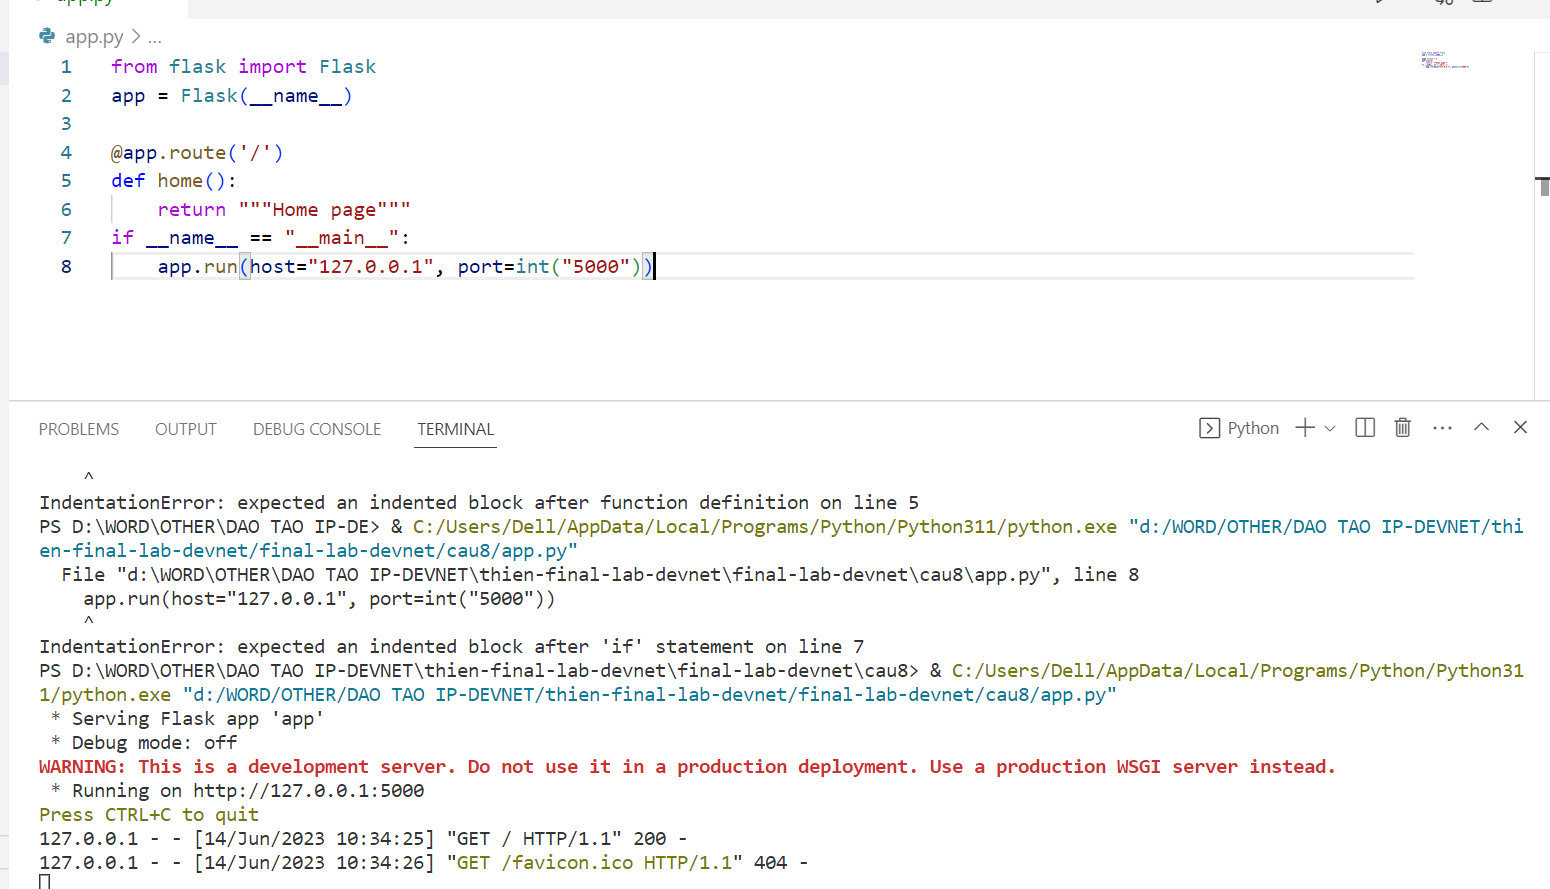 app.py
app.py > ...
1 from flask import Flask
2 app = Flask(__name__)
3
4 @app.route('/')
5 def home():
6     return """Home page"""
7 if __name__ == "__main__":
8     app.run(host="127.0.0.1", port=int("5000"))
PROBLEMS OUTPUT DEBUG CONSOLE TERMINAL Python
    ^
IndentationError: expected an indented block after function definition on line 5
PS D:\WORD\OTHER\DAO TAO IP-DE> & C:/Users/Dell/AppData/Local/Programs/Python/Python311/python.exe "d:/WORD/OTHER/DAO TAO IP-DEVNET/thi
en-final-lab-devnet/final-lab-devnet/cau8/app.py"
  File "d:\WORD\OTHER\DAO TAO IP-DEVNET\thien-final-lab-devnet\final-lab-devnet\cau8\app.py", line 8
    app.run(host="127.0.0.1", port=int("5000"))
    ^
IndentationError: expected an indented block after 'if' statement on line 7
PS D:\WORD\OTHER\DAO TAO IP-DEVNET\thien-final-lab-devnet\final-lab-devnet\cau8> & C:/Users/Dell/AppData/Local/Programs/Python/Python31
1/python.exe "d:/WORD/OTHER/DAO TAO IP-DEVNET/thien-final-lab-devnet/final-lab-devnet/cau8/app.py"
 * Serving Flask app 'app'
 * Debug mode: off
WARNING: This is a development server. Do not use it in a production deployment. Use a production WSGI server instead.
 * Running on http://127.0.0.1:5000
Press CTRL+C to quit
127.0.0.1 - - [14/Jun/2023 10:34:25] "GET / HTTP/1.1" 200 -
127.0.0.1 - - [14/Jun/2023 10:34:26] "GET /favicon.ico HTTP/1.1" 404 -